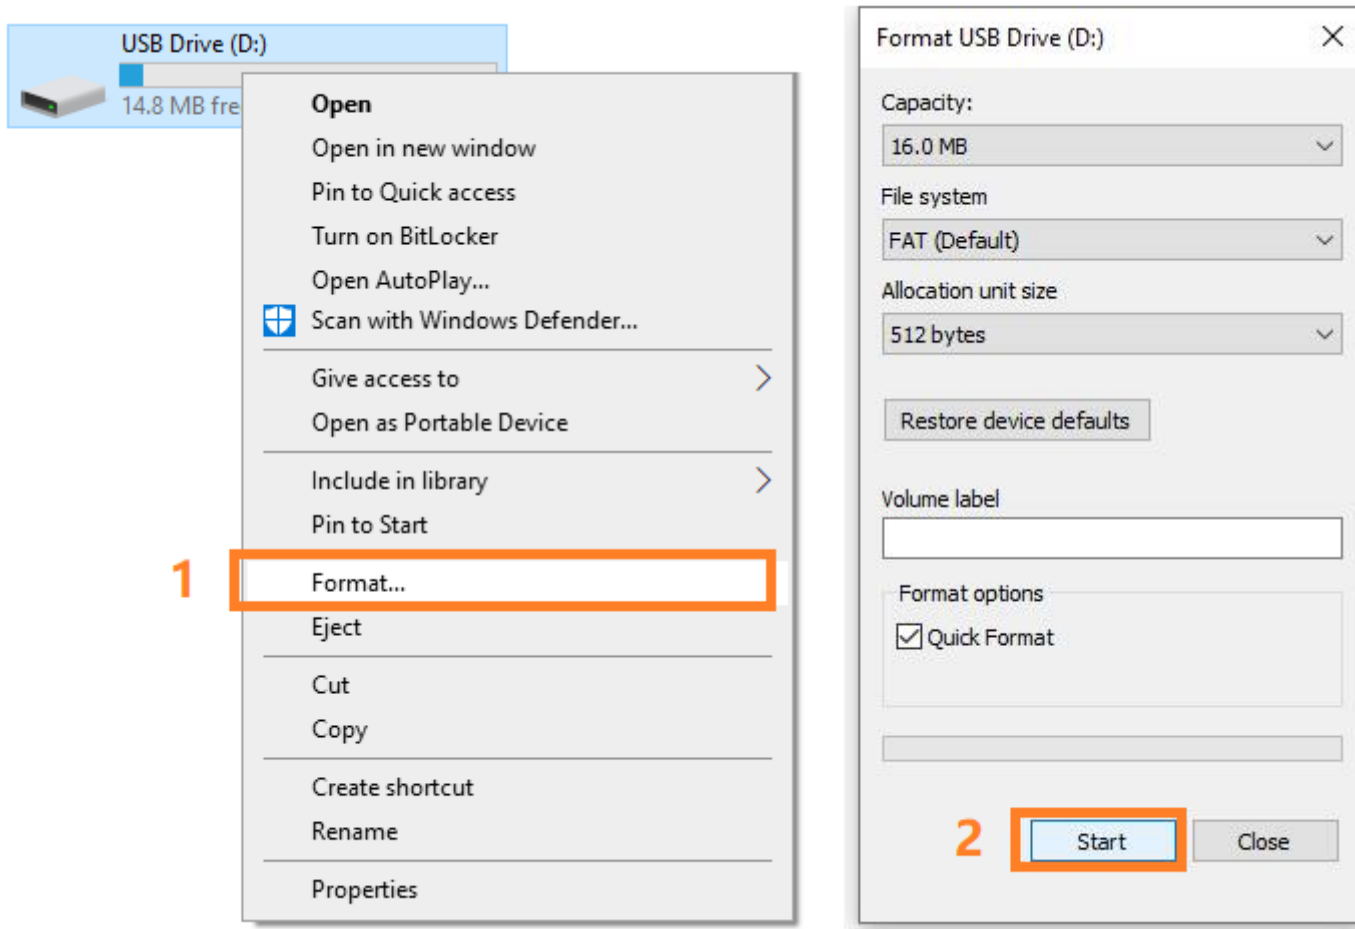 USB Drive (D:)
14.8 MB fre
Open
Open in new window
Pin to Quick access
Turn on BitLocker
Open AutoPlay...
Scan with Windows Defender...
Give access to
Open as Portable Device
Include in library
Pin to Start
1
Format...
Eject
Cut
Copy
Create shortcut
Rename
Properties
Format USB Drive (D:)
Capacity:
16.0 MB
File system
FAT (Default)
Allocation unit size
512 bytes
Restore device defaults
Volume label
Format options
Quick Format
2
Start
Close